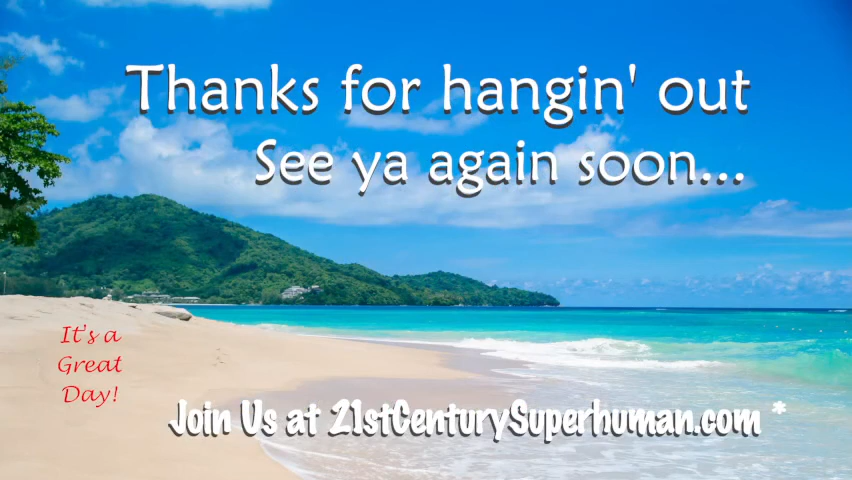 Thanks for hangin' out
See ya again soon...
It's a
Great
Day!
Join Us at 21stCenturySuperhuman.com *